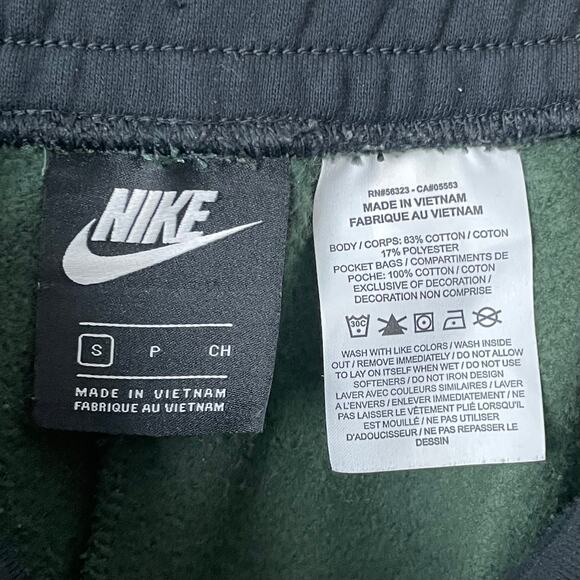 NIKE
S P CH
MADE IN VIETNAM
FABRIQUE AU VIETNAM
RN#56323 - CA#05553
MADE IN VIETNAM
FABRIQUE AU VIETNAM
BODY / CORPS: 83% COTTON / COTON
17% POLYESTER
POCKET BAGS / COMPARTIMENTS DE
POCHE: 100% COTTON / COTON
EXCLUSIVE OF DECORATION /
DECORATION NON COMPRISE
30C
WASH WITH LIKE COLORS / WASH INSIDE
OUT / REMOVE IMMEDIATELY / DO NOT ALLOW
TO LAY ON ITSELF WHEN WET / DO NOT USE
SOFTENERS / DO NOT IRON DESIGN
LAVER AVEC COULEURS SIMILAIRES / LAVER
A L'ENVERS / ENLEVER IMMEDIATEMENT / NE
PAS LAISSER LE VÊTEMENT PLIÉ LORSQU'IL
EST MOUILLÉ / NE PAS UTILISER
D'ADOUCISSEUR / NE PAS REPASSER LE
DESSIN